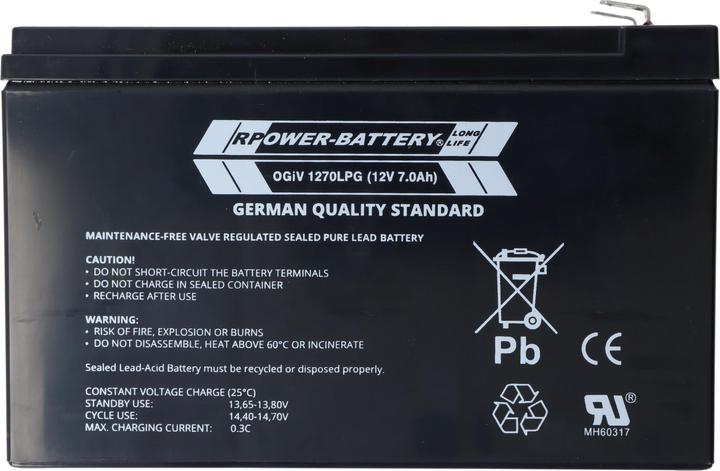 RPOWER-BATTERY® LONG LIFE
OGiV 1270LPG (12V 7.0Ah)
GERMAN QUALITY STANDARD
MAINTENANCE-FREE VALVE REGULATED SEALED PURE LEAD BATTERY
CAUTION!
• DO NOT SHORT-CIRCUIT THE BATTERY TERMINALS
• DO NOT CHARGE IN SEALED CONTAINER
• RECHARGE AFTER USE
WARNING:
• RISK OF FIRE, EXPLOSION OR BURNS
• DO NOT DISASSEMBLE, HEAT ABOVE 60°C OR INCINERATE
Sealed Lead-Acid Battery must be recycled or disposed properly.
CONSTANT VOLTAGE CHARGE (25°C)
STANDBY USE: 13,65-13,80V
CYCLE USE: 14,40-14,70V
MAX. CHARGING CURRENT: 0.3C
Pb
CE
RU®
MH60317